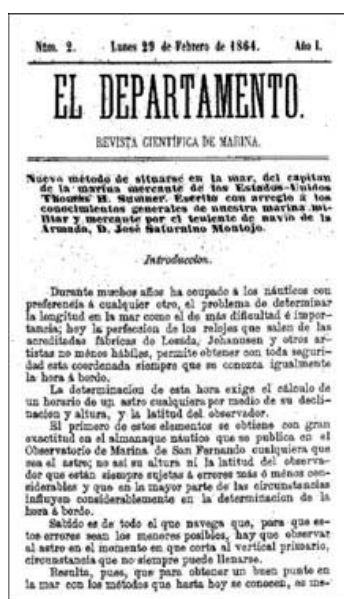 Núm. 2. Lunes 29 de Febrero de 1864. Año I.
EL DEPARTAMENTO.
REVISTA CIENTÍFICA DE MARINA.
Nuevo método de situarse en la mar, del capitan
de la marina mercante de los Estados-Unidos
Thomas H. Sumner. Escrito con arreglo á los
conocimientos generales de nuestra marina mi-
litar y mercante por el teniente de navío de la
Armada, D. José Saturnino Montojo.
Introduccion.
Durante muchos años ha ocupado á los náuticos con
preferencia á cualquier otro, el problema de determinar
la longitud en la mar como el de más dificultad é impor-
tancia; hoy la perfeccion de los relojes que salen de las
acreditadas fábricas de Losada, Johannsen y otros ar-
tistas no ménos hábiles, permite obtener con toda seguri-
dad esta coordenada siempre que se conozca igualmente
la hora á bordo.
La determinacion de esta hora exige el cálculo de
un horario de un astro cualquiera por medio de su decli-
nacion y altura, y la latitud del observador.
El primero de estos elementos se obtiene con gran
exactitud en el almanaque náutico que se publica en el
Observatorio de Marina de San Fernando cualquiera que
sea el astro; no así su altura ni la latitud del observa-
dor que están siempre sujetas á errores más ó ménos con-
siderables y que en la mayor parte de las circunstancias
influyen considerablemente en la determinacion de la
hora á bordo.
Sabido es de todo el que navega que, para que es-
tos errores sean los menores posibles, hay que observar
al astro en el momento en que corta al vertical primario,
circunstancia que no siempre puede llenarse.
Resulta, pues, que para obtener un buen punto en
la mar con los métodos que hasta hoy se conocen, es me-